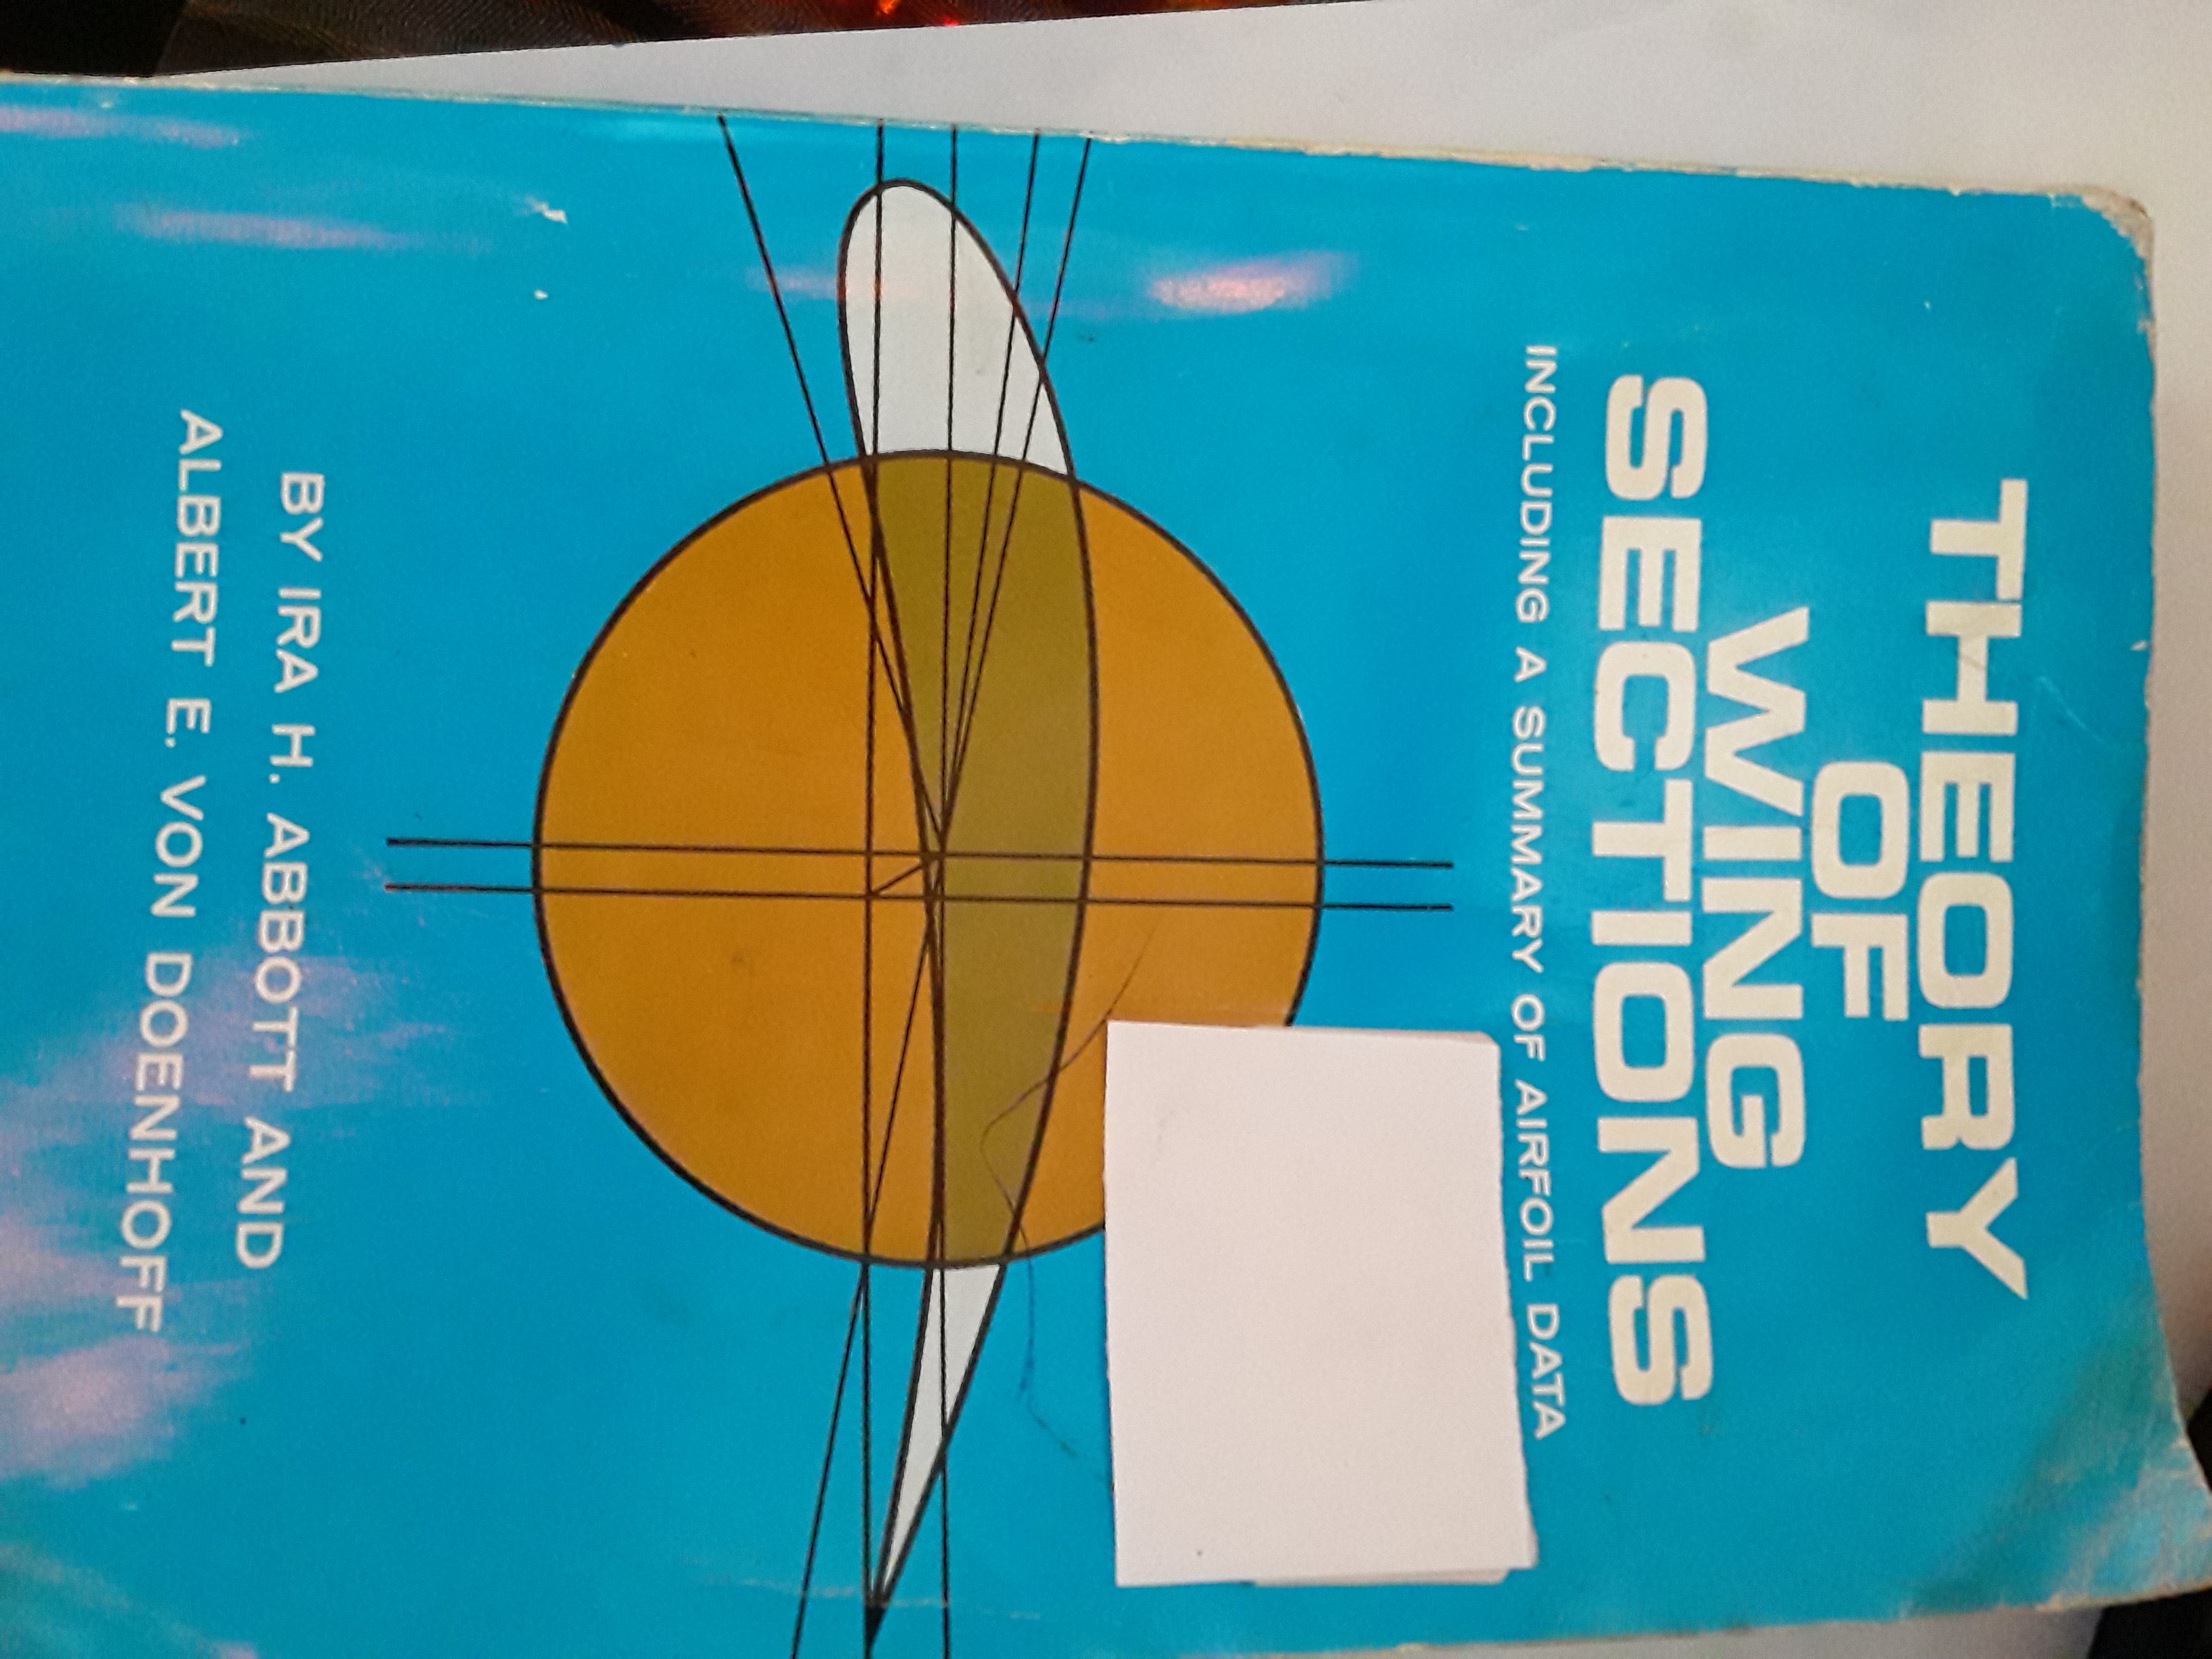 THEORY
OF
WING
SECTIONS
INCLUDING A SUMMARY OF AIRFOIL DATA
BY IRA H. ABBOTT AND
ALBERT E. VON DOENHOFF